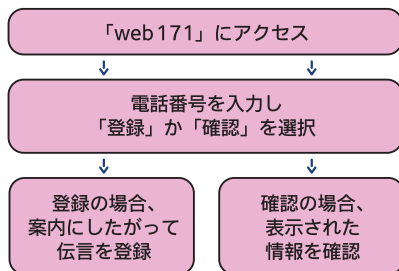 「web171」にアクセス
電話番号を入力し
「登録」か「確認」を選択
登録の場合、
案内にしたがって
伝言を登録
確認の場合、
表示された
情報を確認